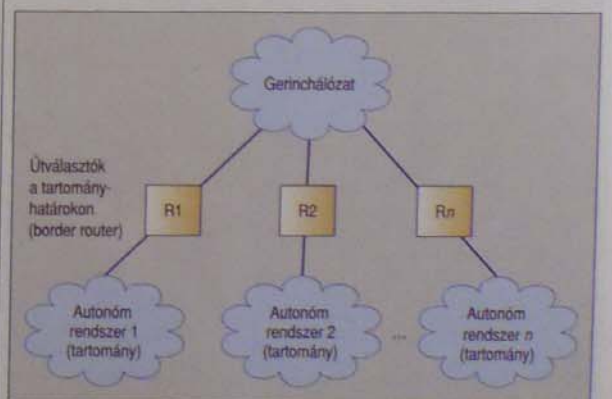 Gerinchálózat
Útválasztók
a tartomány-
határokon
(border router)
R1
R2
Rn
Autonóm
rendszer 1
(tartomány)
Autonóm
rendszer 2
(tartomány)
...
Autonóm
rendszer n
(tartomány)